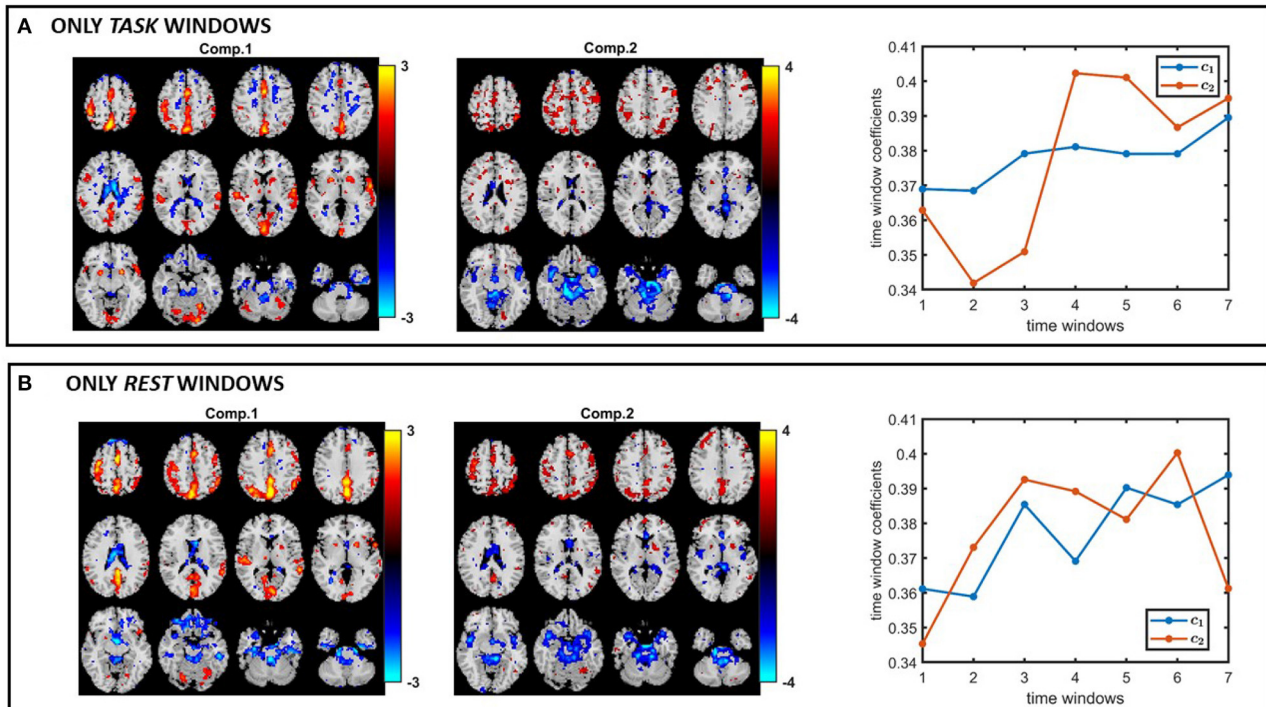 A ONLY TASK WINDOWS
Comp.1
3
-3
Comp.2
4
-4
time window coefficients
0.41
0.4
0.39
0.38
0.37
0.36
0.35
0.34
c1
c2
1 2 3 4 5 6 7
time windows
B ONLY REST WINDOWS
Comp.1
3
-3
Comp.2
4
-4
time window coefficients
0.41
0.4
0.39
0.38
0.37
0.36
0.35
0.34
c1
c2
1 2 3 4 5 6 7
time windows